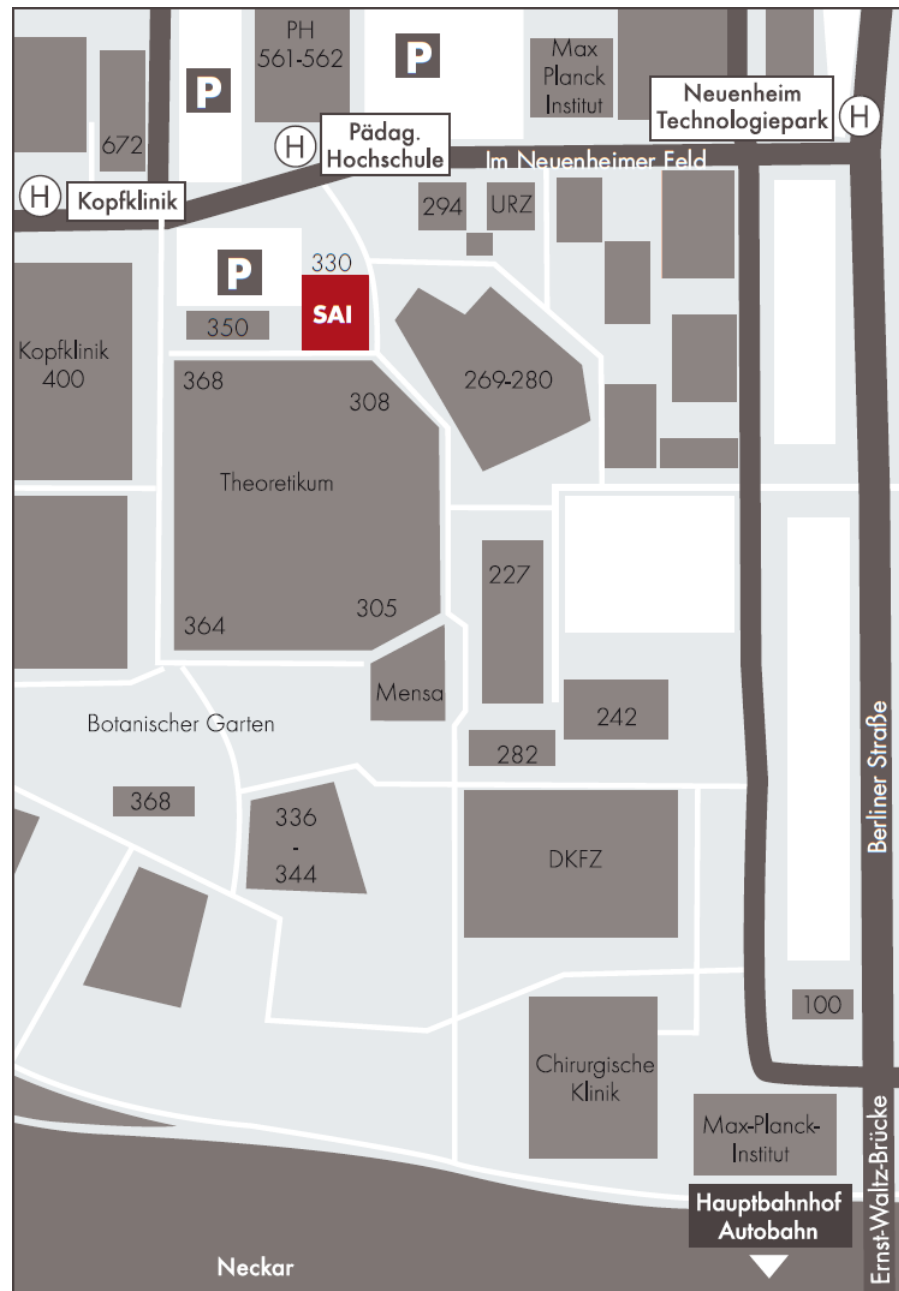 PH
561-562
P
P
Max
Planck
Institut
Neuenheim
Technologiepark
H
672
H
Pädag.
Hochschule
Im Neuenheimer Feld
H
Kopfklinik
294
URZ
330
P
SAI
350
Kopfklinik
400
368
308
269-280
Theoretikum
227
305
364
Mensa
242
Botanischer Garten
282
Berliner Straße
368
336
-
344
DKFZ
100
Chirurgische
Klinik
Max-Planck-
Institut
Ernst-Waltz-Brücke
Hauptbahnhof
Autobahn
Neckar